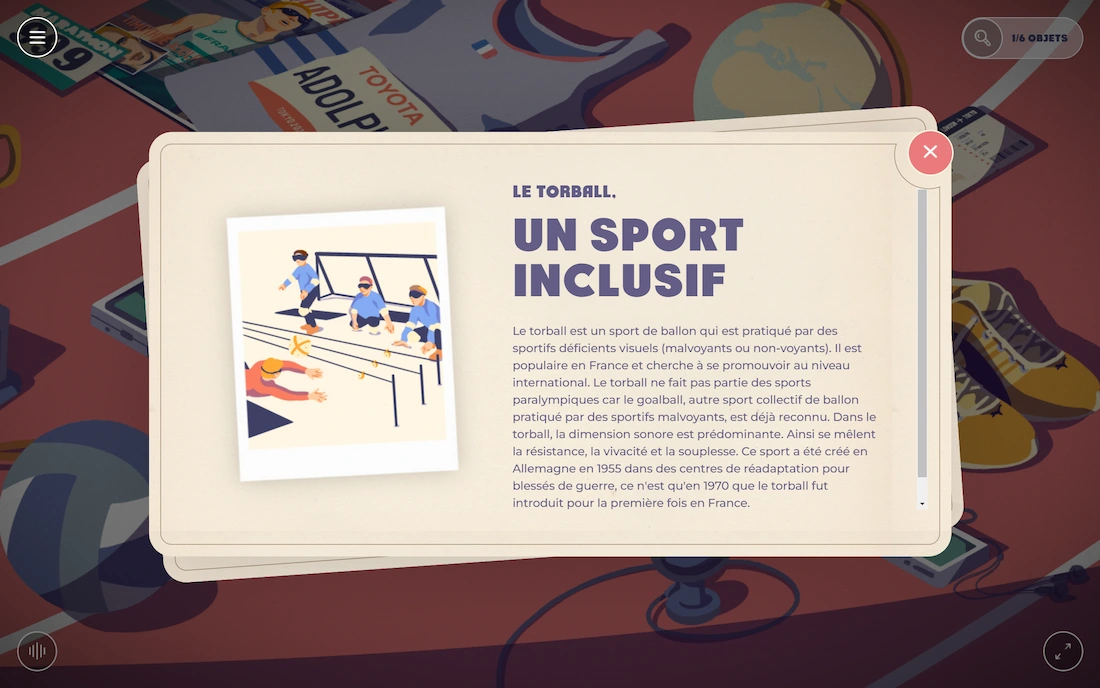 MARATHON
999
FRANCE
TOYOTA
ADOLPH
1/6 OBJETS
LE TORBALL,
UN SPORT
INCLUSIF
Le torball est un sport de ballon qui est pratiqué par des
sportifs déficients visuels (malvoyants ou non-voyants). Il est
populaire en France et cherche à se promouvoir au niveau
international. Le torball ne fait pas partie des sports
paralympiques car le goalball, autre sport collectif de ballon
pratiqué par des sportifs malvoyants, est déjà reconnu. Dans le
torball, la dimension sonore est prédominante. Ainsi se mêlent
la résistance, la vivacité et la souplesse. Ce sport a été créé en
Allemagne en 1955 dans des centres de réadaptation pour
blessés de guerre, ce n'est qu'en 1970 que le torball fut
introduit pour la première fois en France.